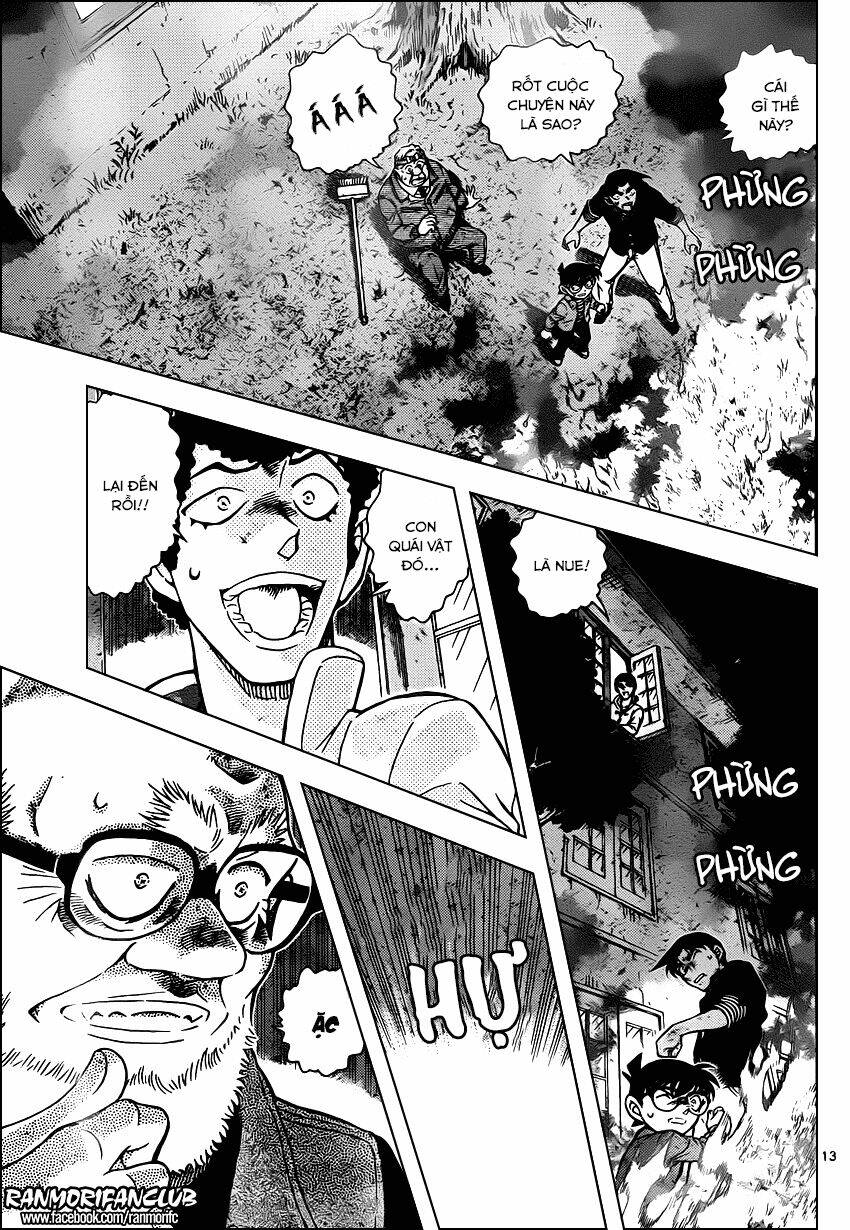 CÁI
GÌ THẾ
NÀY?
RỐT CUỘC
CHUYỆN NÀY
LÀ SAO?
ÁÁÁ
PHỪNG
PHỪNG
LÀ NUE!
CON
QUÁI VẬT
ĐÓ...
LẠI ĐẾN
RỒI!!
PHỪNG
PHỪNG
HỰ
ẶC
13
RANMORIFANCLUB
www.facebook.com/ranmorifc